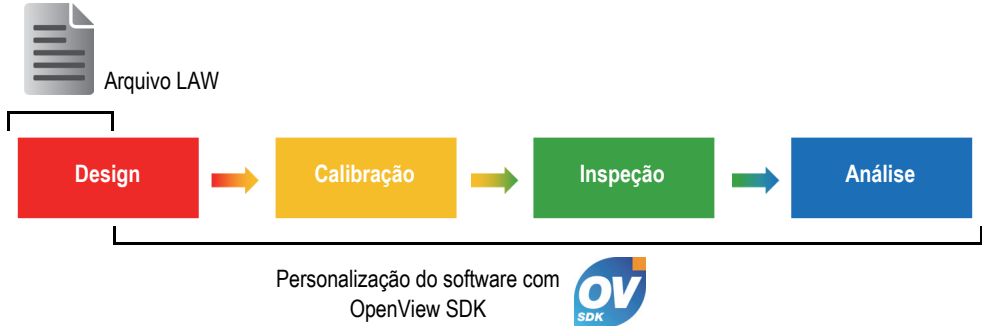 Arquivo LAW
Design
Calibração
Inspeção
Análise
Personalização do software com
OpenView SDK
OV
SDK